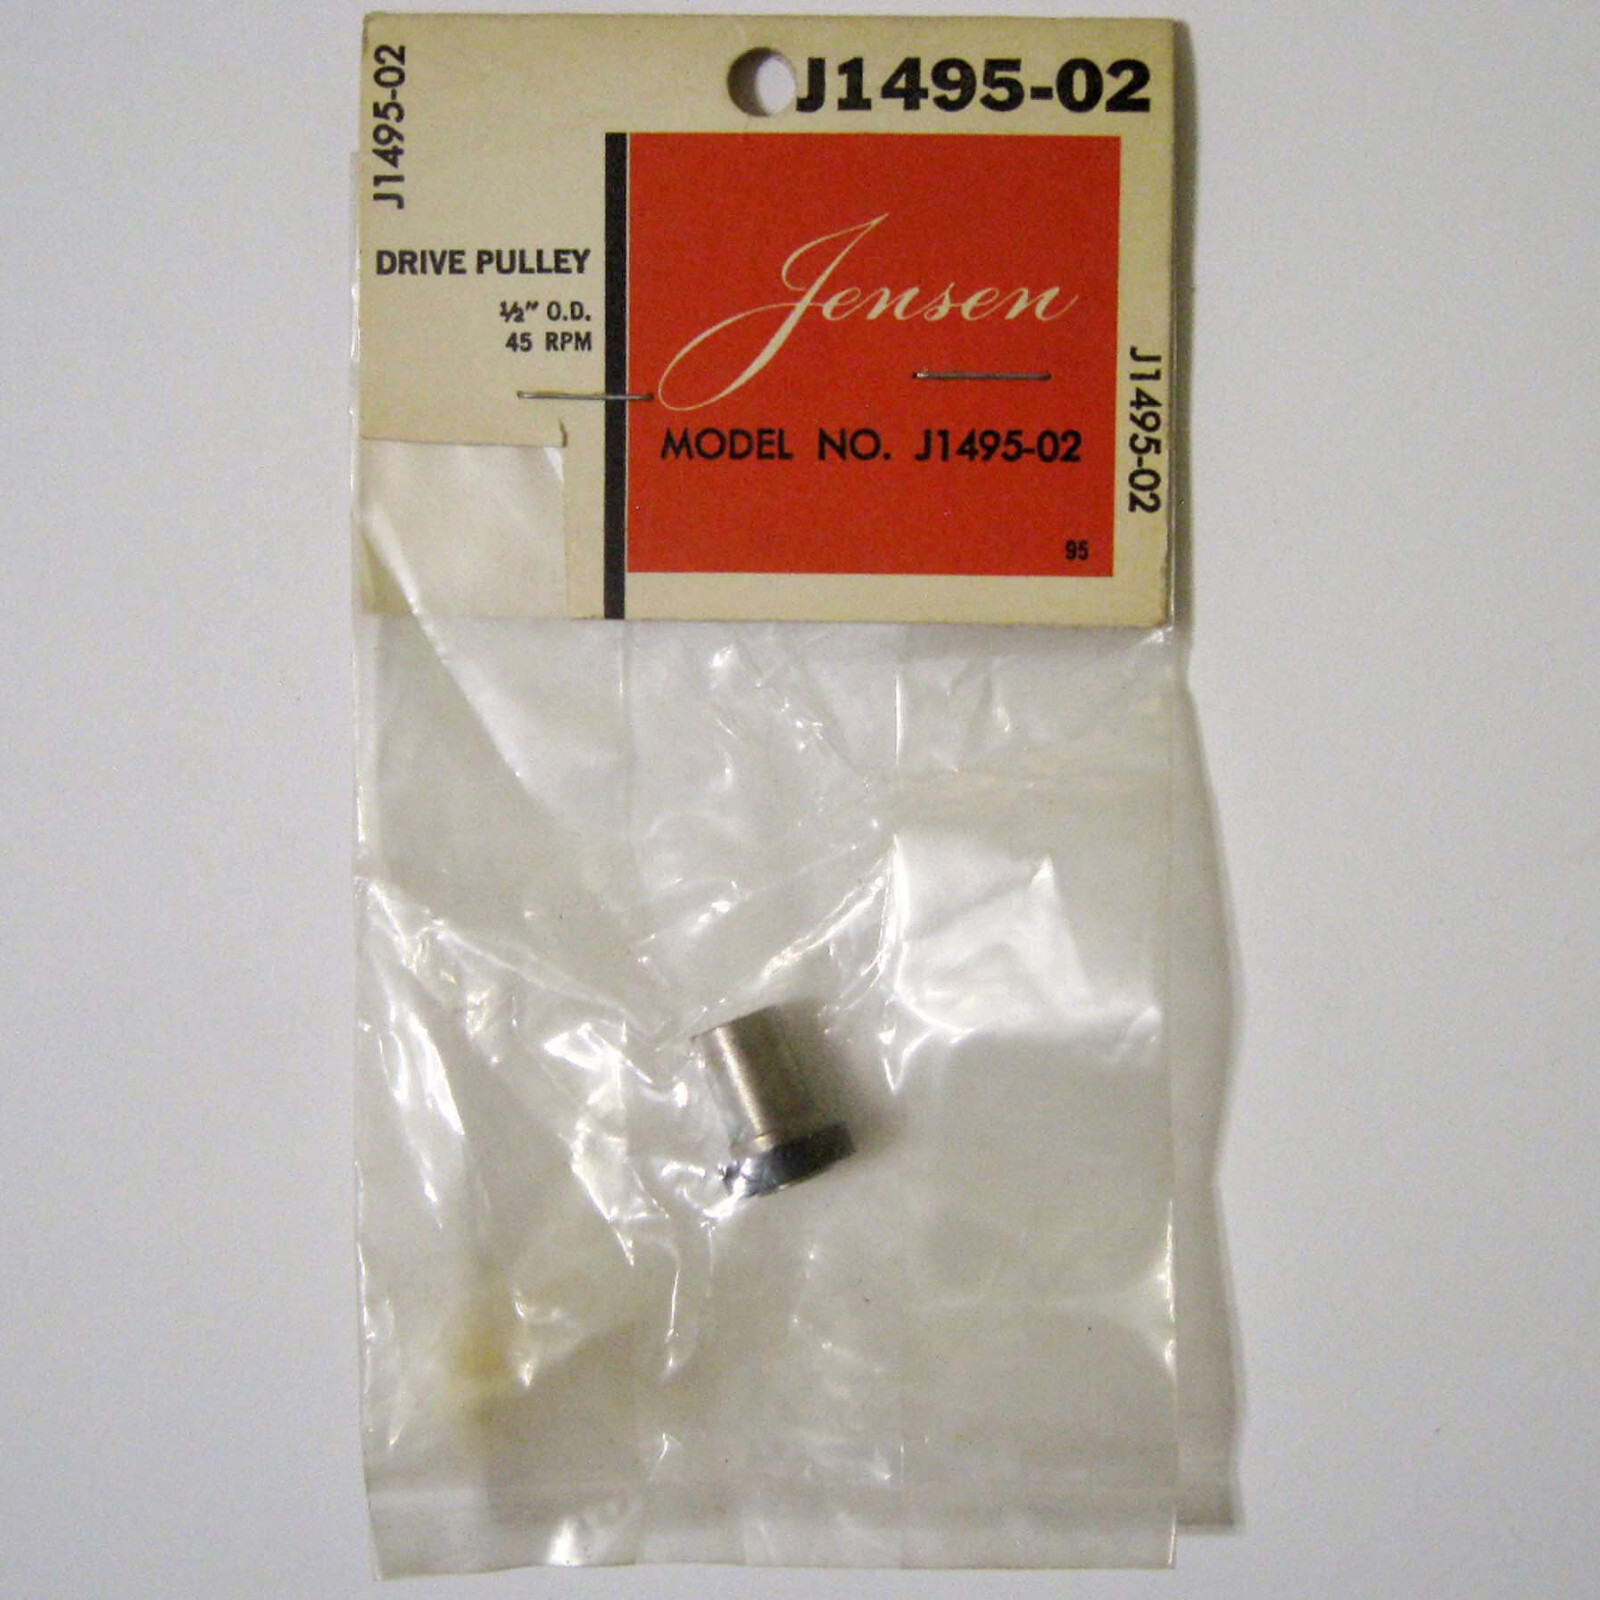 J1495-02
J1495-02
DRIVE PULLEY
½" O.D.
45 RPM
Jensen
MODEL NO. J1495-02
95
J1495-02